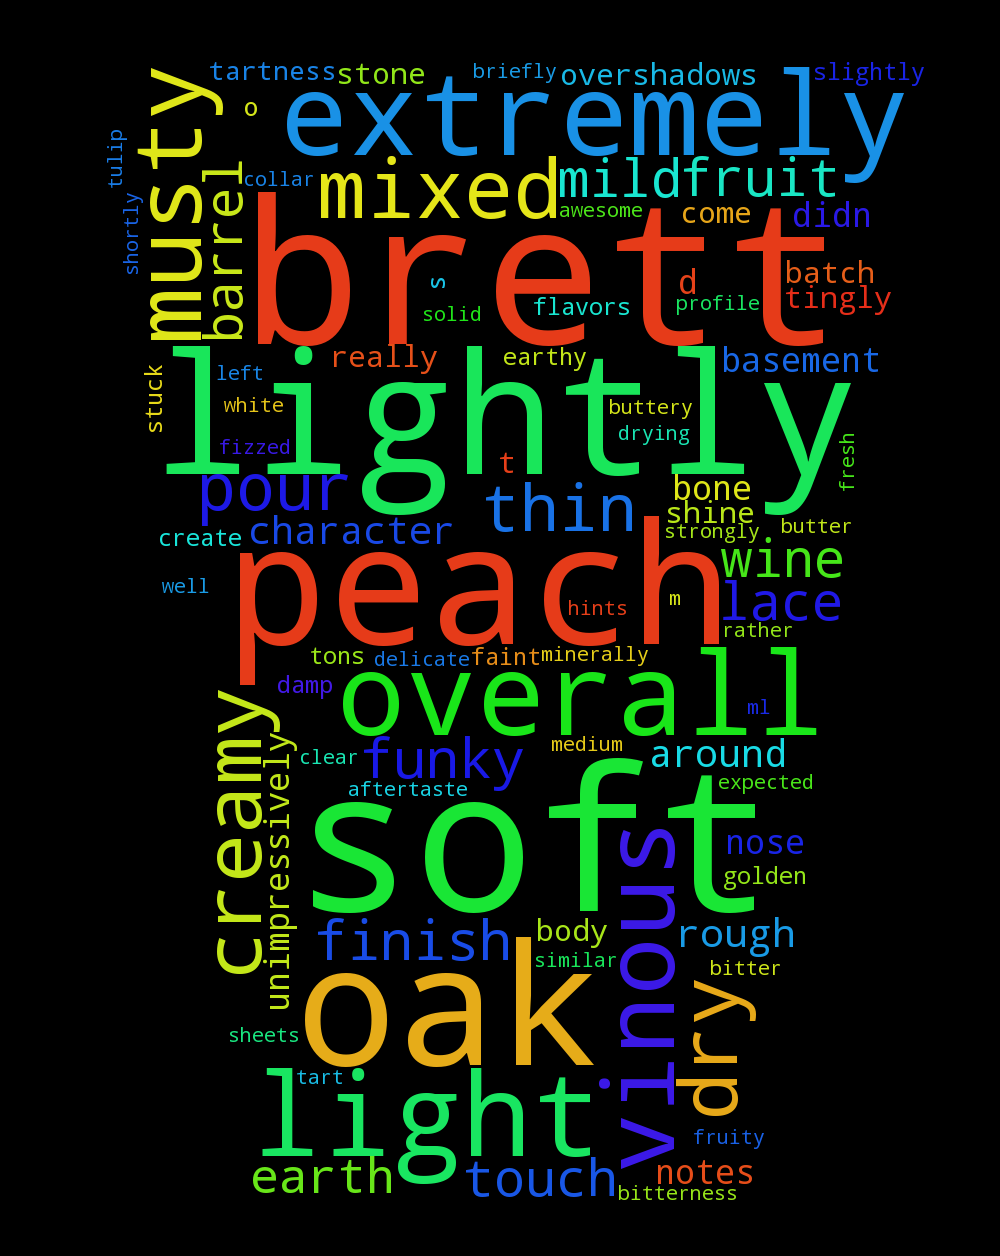 tartness stone briefly overshadows slightly
o extremely
musty tulip barrel collar mixed mild fruit
shortly awesome come didn
brett s d batch
solid flavors profile tingly
really earthy basement
stuck left white lightly buttery
fizzed drying fresh
pour t thin bone
character shine
create strongly butter
well peach wine
hints m lace
rather
tons delicate faint minerally
damp overall ml
creamy unimpressively clear funky medium around
aftertaste expected
soft vinous nose
golden
finish body rough
similar bitter
oak dry
sheets
tart light
fruity
earth touch notes
bitterness